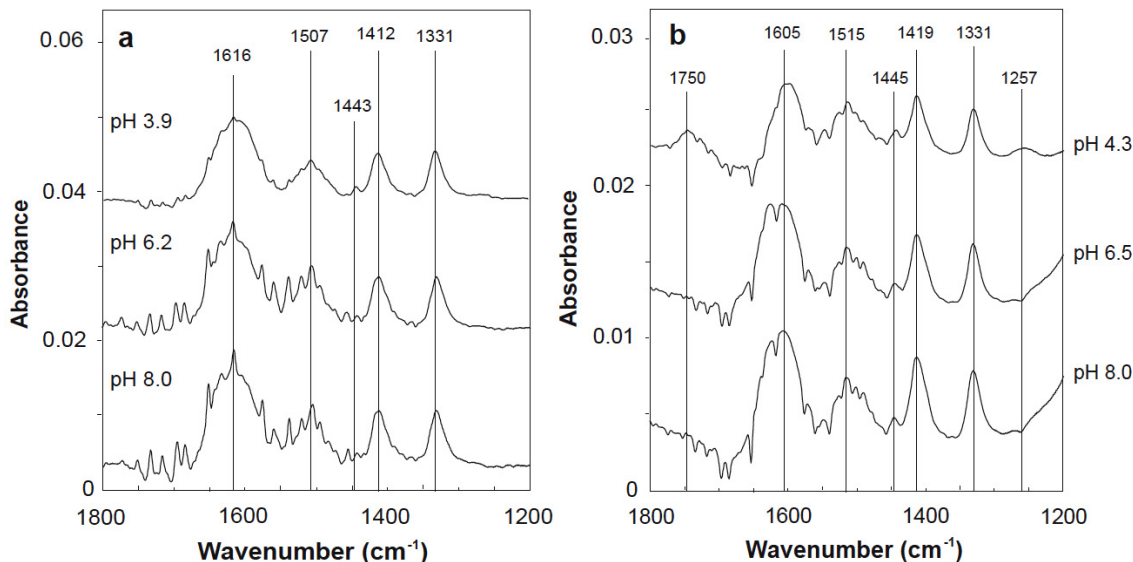 a
0.06
1616
1507
1412
1331
1443
pH 3.9
0.04
pH 6.2
0.02
pH 8.0
0
Absorbance
1800
1600
1400
1200
Wavenumber (cm⁻¹)
b
0.03
1605
1515
1419
1331
1750
1445
1257
pH 4.3
0.02
pH 6.5
0.01
pH 8.0
0
Absorbance
1800
1600
1400
1200
Wavenumber (cm⁻¹)